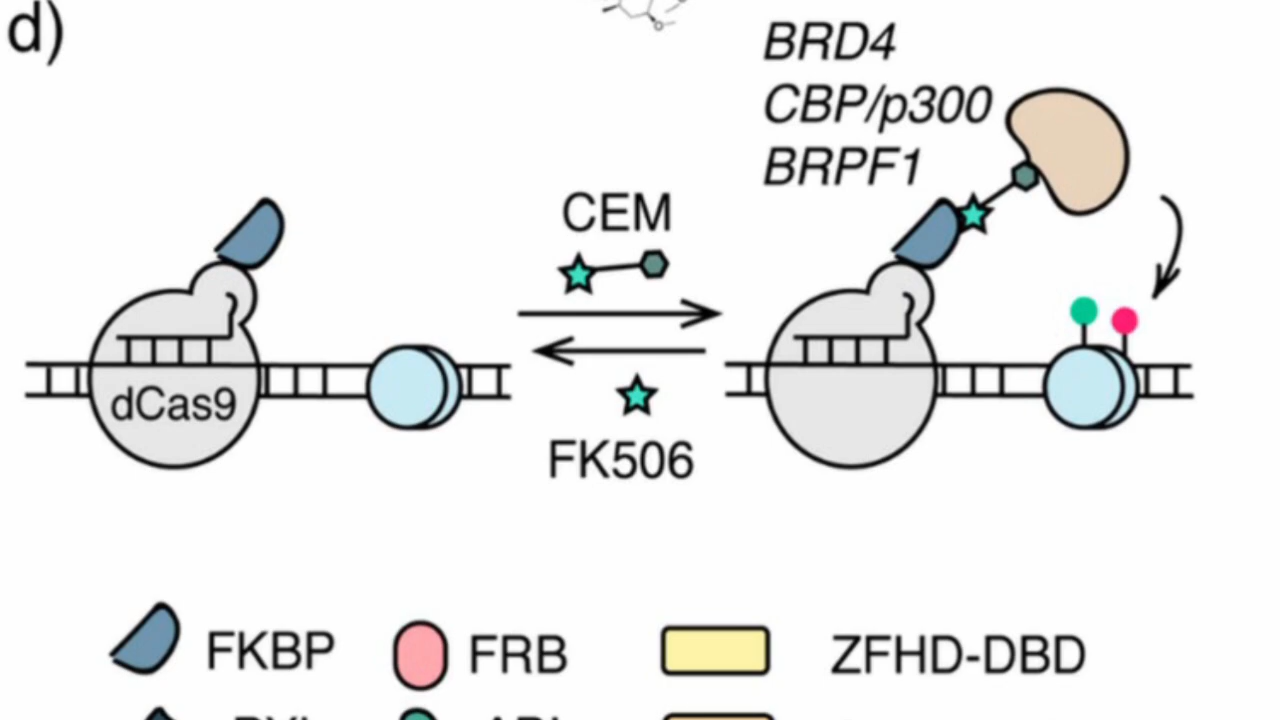 d)
BRD4
CBP/p300
BRPF1
CEM
dCas9
FK506
FKBP
FRB
ZFHD-DBD